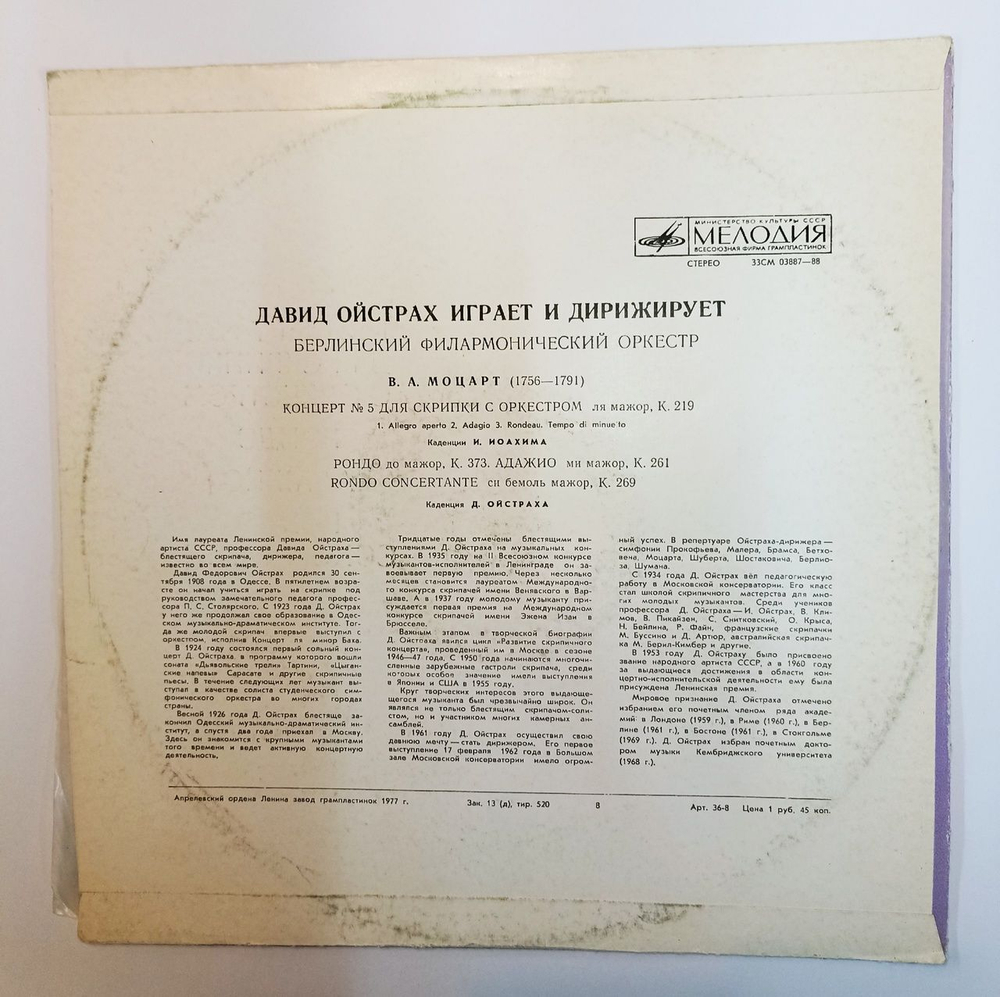 МИНИСТЕРСТВО КУЛЬТУРЫ СССР
МЕЛОДИЯ
ВСЕСОЮЗНАЯ ФИРМА ГРАМПЛАСТИНОК
СТЕРЕО 33СМ 03887—88
ДАВИД ОЙСТРАХ ИГРАЕТ И ДИРИЖИРУЕТ
БЕРЛИНСКИЙ ФИЛАРМОНИЧЕСКИЙ ОРКЕСТР
В. А. МОЦАРТ (1756—1791)
КОНЦЕРТ № 5 ДЛЯ СКРИПКИ С ОРКЕСТРОМ ля мажор, К. 219
1. Allegro aperto 2. Adagio 3. Rondeau. Tempo di minueto
Каденции И. ИОАХИМА
РОНДО до мажор, К. 373. АДАЖИО ми мажор, К. 261
RONDO CONCERTANTE си бемоль мажор, К. 269
Каденция Д. ОЙСТРАХА
Имя лауреата Ленинской премии, народного
артиста СССР, профессора Давида Ойстраха —
блестящего скрипача, дирижера, педагога —
известно во всем мире.
Давид Федорович Ойстрах родился 30 сен-
тября 1908 года в Одессе. В пятилетнем возра-
сте он начал учиться играть на скрипке под
руководством замечательного педагога профес-
сора П. С. Столярского. С 1923 года Д. Ойстрах
у него же продолжал свое образование в Одес-
ском музыкально-драматическом институте. Тог-
да же молодой скрипач впервые выступил с
оркестром, исполнив Концерт ля минор Баха.
В 1924 году состоялся первый сольный кон-
церт Д. Ойстраха в программу которого вошли
соната «Дьявольские трели» Тартини, «Цыган-
ские напевы» Сарасате и другие скрипичные
пьесы. В течение следующих лет музыкант вы-
ступал в качестве солиста студенческого сим-
фонического оркестра во многих городах
страны.
Весной 1926 года Д. Ойстрах блестяще за-
кончил Одесский музыкально-драматический ин-
ститут, а спустя два года приехал в Москву.
Здесь он знакомится с крупными музыкантами
того времени и ведет активную концертную
деятельность.
Тридцатые годы отмечены блестящими вы-
ступлениями Д. Ойстраха на музыкальных кон-
курсах. В 1935 году на II Всесоюзном конкурсе
музыкантов-исполнителей в Ленинграде он за-
воевывает первую премию. Через несколько
месяцев становится лауреатом Международно-
го конкурса скрипачей имени Венявского в Вар-
шаве. А в 1937 году молодому музыканту при-
суждается первая премия на Международном
конкурсе скрипачей имени Эжена Изаи в
Брюсселе.
Важным этапом в творческой биографии
Д. Ойстраха явился цикл «Развитие скрипичного
концерта», проведенный им в Москве в сезоне
1946—47 года. С 1950 года начинаются многочи-
сленные зарубежные гастроли скрипача, среди
которых особое значение имели выступления
в Японии и США в 1955 году.
Круг творческих интересов этого выдающе-
гося музыканта был чрезвычайно широк. Он
являлся не только блестящим скрипачом-соли-
стом, но и участником многих камерных ан-
самблей.
В 1961 году Д. Ойстрах осуществил свою
давнюю мечту — стать дирижером. Его первое
выступление 17 февраля 1962 года в Большом
зале Московской консерватории имело огром-
ный успех. В репертуаре Ойстраха-дирижера —
симфонии Прокофьева, Малера, Брамса, Бетхо-
вена, Моцарта, Шуберта, Шостаковича, Берлио-
за, Шумана.
С 1934 года Д. Ойстрах вёл педагогическую
работу в Московской консерватории. Его класс
стал школой скрипичного мастерства для мно-
гих молодых музыкантов. Среди учеников
профессора Д. Ойстраха — И. Ойстрах, В. Кли-
мов, В. Пикайзен, С. Снитковский, О. Крыса,
Н. Бейлина, Р. Файн, французские скрипачки
М. Буссино и Д. Артюр, австралийская скрипач-
ка М. Берил-Кимбер и другие.
В 1953 году Д. Ойстраху было присвоено
звание народного артиста СССР, а в 1960 году
за выдающиеся достижения в области кон-
цертно-исполнительской деятельности ему была
присуждена Ленинская премия.
Мировое признание Д. Ойстраха отмечено
избранием его почетным членом ряда акаде-
мий в Лондоне (1959 г.), в Риме (1960 г.), в Бер-
лине (1961 г.), в Бостоне (1961 г.), в Стокгольме
(1969 г.). Д. Ойстрах избран почетным докто-
ром музыки Кембриджского университета
(1968 г.).
Апрелевский ордена Ленина завод грампластинок 1977 г. Зак. 13 (д), тир. 520 8 Арт. 36-8 Цена 1 руб. 45 коп.